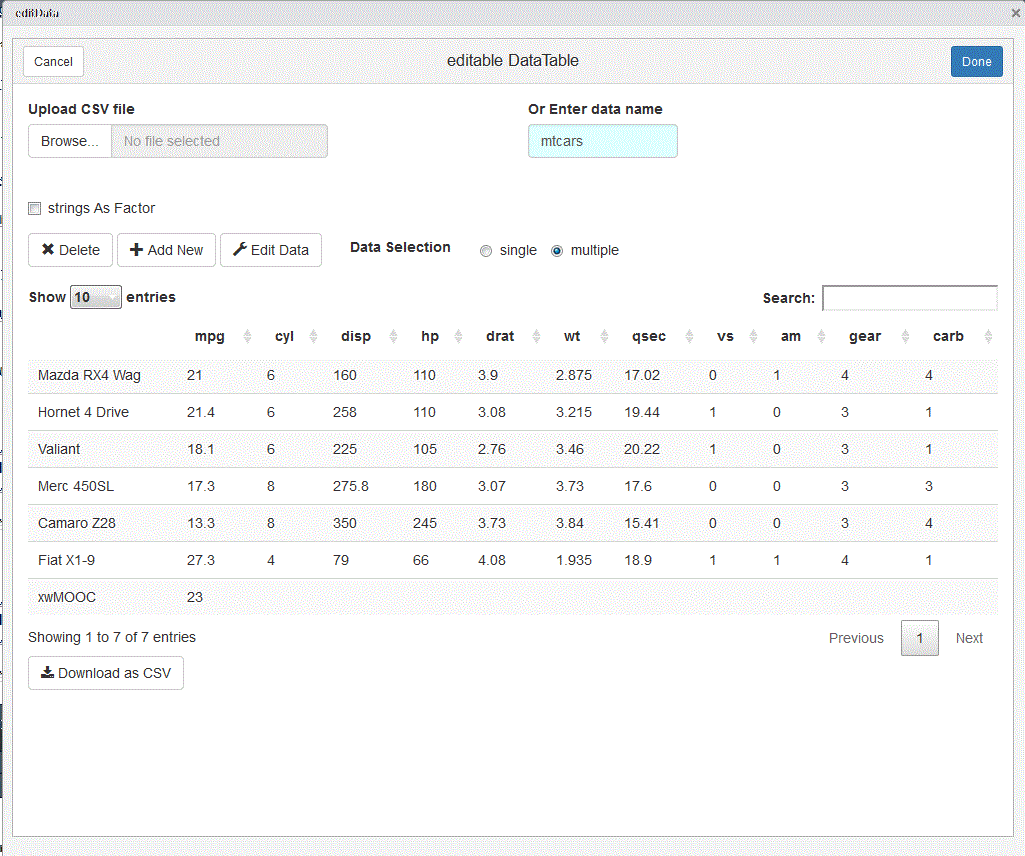 editData
Cancel editable DataTable Done
Upload CSV file Or Enter data name
Browse... No file selected mtcars
strings As Factor
Delete Add New Edit Data Data Selection single multiple
Show 10 entries Search:
mpg cyl disp hp drat wt qsec vs am gear carb
Mazda RX4 Wag 21 6 160 110 3.9 2.875 17.02 0 1 4 4
Hornet 4 Drive 21.4 6 258 110 3.08 3.215 19.44 1 0 3 1
Valiant 18.1 6 225 105 2.76 3.46 20.22 1 0 3 1
Merc 450SL 17.3 8 275.8 180 3.07 3.73 17.6 0 0 3 3
Camaro Z28 13.3 8 350 245 3.73 3.84 15.41 0 0 3 4
Fiat X1-9 27.3 4 79 66 4.08 1.935 18.9 1 1 4 1
xwMOOC 23
Showing 1 to 7 of 7 entries Previous 1 Next
Download as CSV